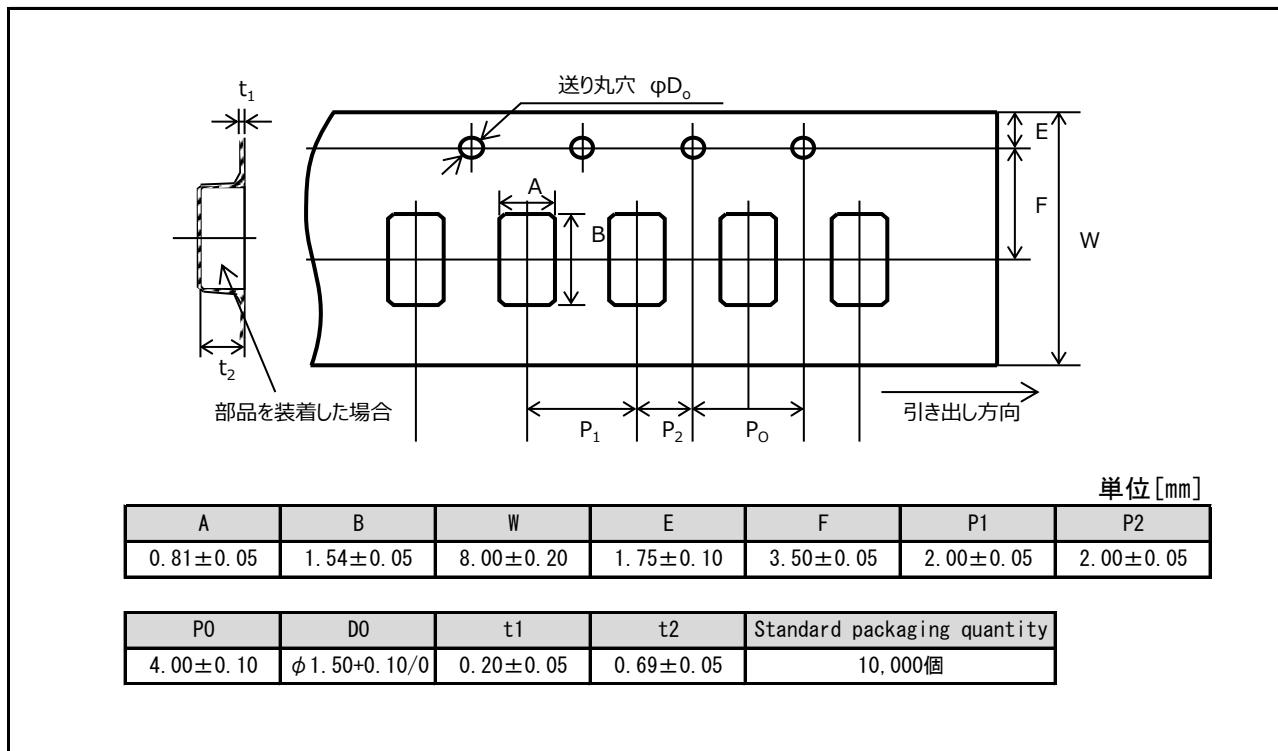 t1
送り丸穴 φDo
E
A
F
B
W
t2
部品を装着した場合
P1
P2
PO
引き出し方向
単位[mm]
A B W E F P1 P2
0.81±0.05 1.54±0.05 8.00±0.20 1.75±0.10 3.50±0.05 2.00±0.05 2.00±0.05
P0 D0 t1 t2 Standard packaging quantity
4.00±0.10 φ1.50+0.10/0 0.20±0.05 0.69±0.05 10,000個